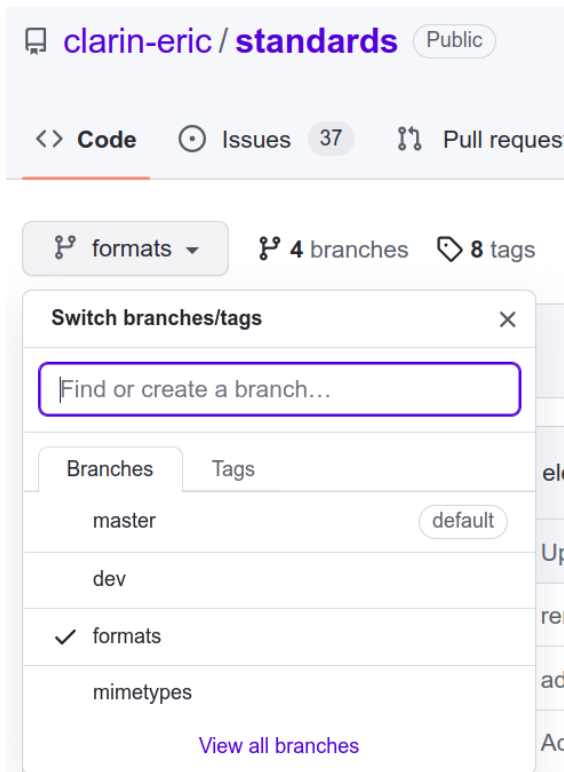 clarin-eric / standards Public
Code Issues 37 Pull
formats 4 branches 8 tags
Switch branches/tags
Find or create a branch…
Branches Tags
master default
dev
formats
mimetypes
View all branches